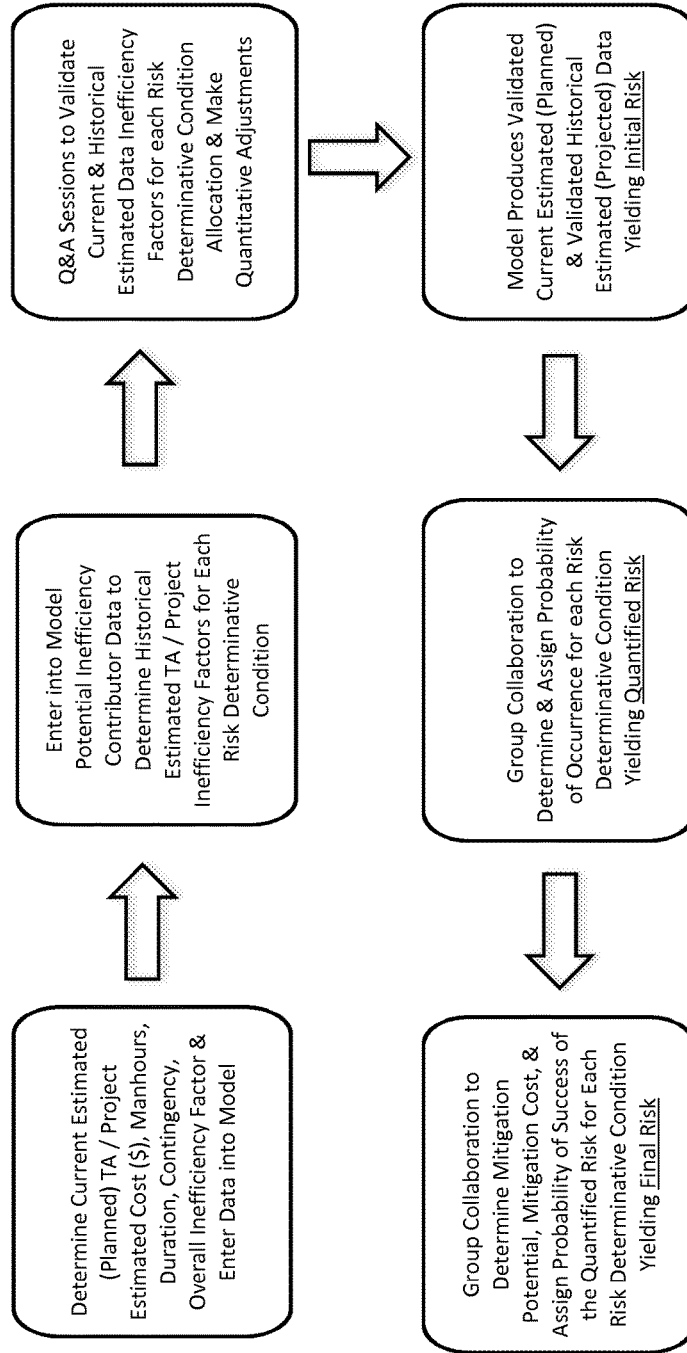 Determine Current Estimated
(Planned) TA / Project
Estimated Cost ($), Manhours,
Duration, Contingency,
Overall Inefficiency Factor &
Enter Data into Model
Enter into Model
Potential Inefficiency
Contributor Data to
Determine Historical
Estimated TA / Project
Inefficiency Factors for Each
Risk Determinative
Condition
Q&A Sessions to Validate
Current & Historical
Estimated Data Inefficiency
Factors for each Risk
Determinative Condition
Allocation & Make
Quantitative Adjustments
Model Produces Validated
Current Estimated (Planned)
& Validated Historical
Estimated (Projected) Data
Yielding Initial Risk
Group Collaboration to
Determine & Assign Probability
of Occurrence for each Risk
Determinative Condition
Yielding Quantified Risk
Group Collaboration to
Determine Mitigation
Potential, Mitigation Cost, &
Assign Probability of Success of
the Quantified Risk for Each
Risk Determinative Condition
Yielding Final Risk